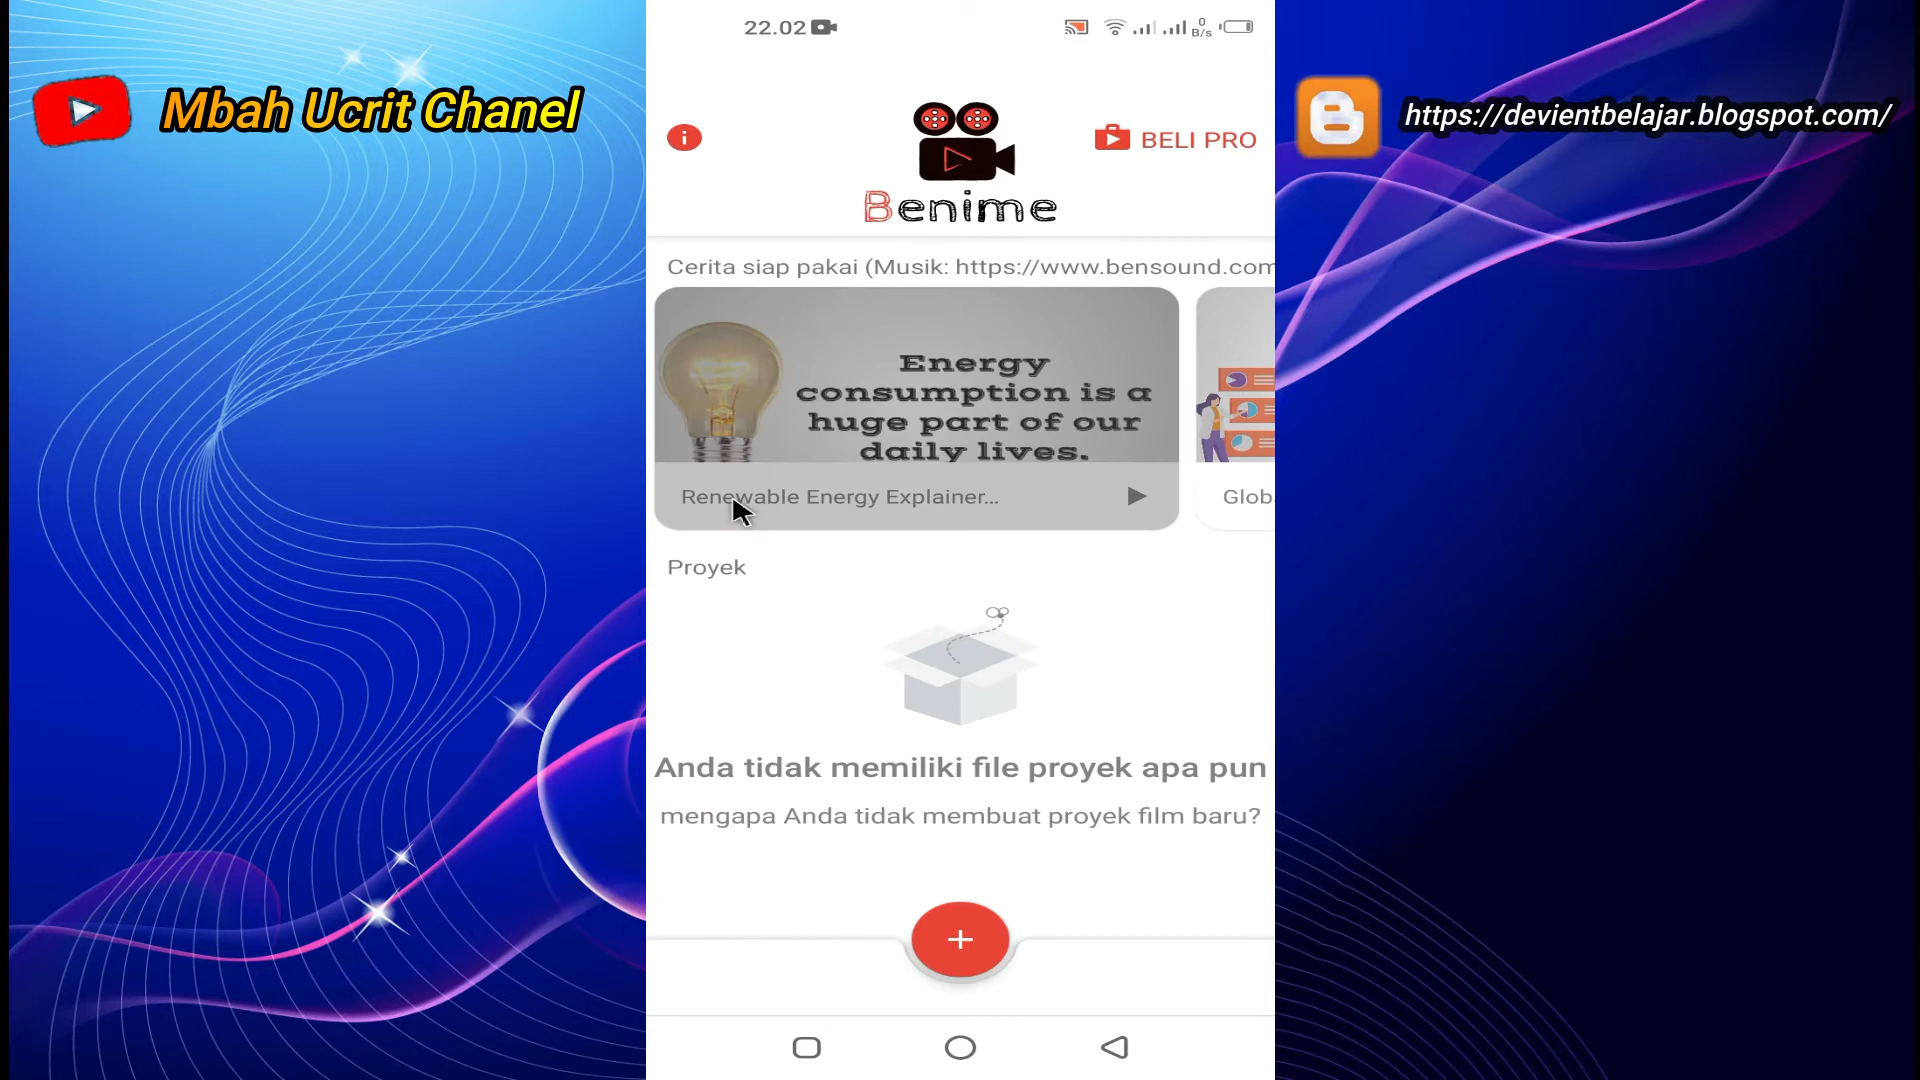 Mbah Ucrit Chanel
22.02
0
B/s
BELI PRO
Benime
https://devientbelajar.blogspot.com/
Cerita siap pakai (Musik: https://www.bensound.com
Energy
consumption is a
huge part of our
daily lives.
Renewable Energy Explainer...
Glob
Proyek
Anda tidak memiliki file proyek apa pun
mengapa Anda tidak membuat proyek film baru?